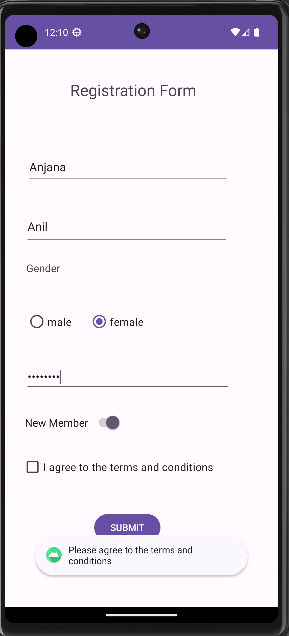 12:10
Registration Form
Anjana
Anil
Gender
male female
••••••••
New Member
I agree to the terms and conditions
SUBMIT
Please agree to the terms and
conditions